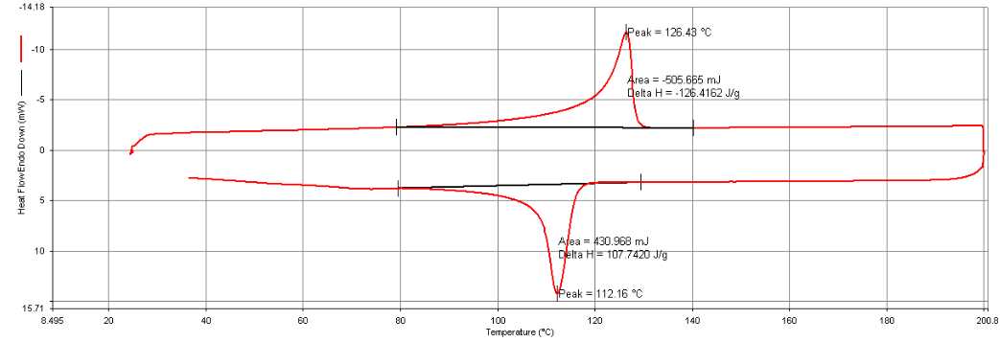 -14.18
Peak = 126.43 °C
-10
Area = -505.665 mJ
Delta H = -126.4162 J/g
-5
Heat Flow Endo Down (mW)
0
5
Area = 430.968 mJ
Delta H = 107.7420 J/g
10
Peak = 112.16 °C
15.71
8.495 20 40 60 80 100 120 140 160 180 200.8
Temperature (°C)